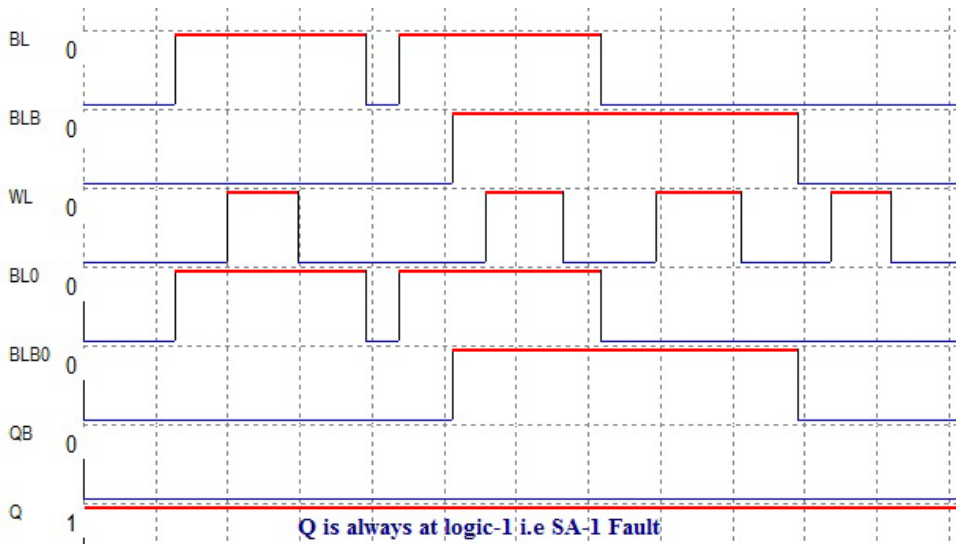 BL 0
BLB 0
WL 0
BL0 0
BLB0 0
QB 0
Q 1
Q is always at logic-1 i.e SA-1 Fault